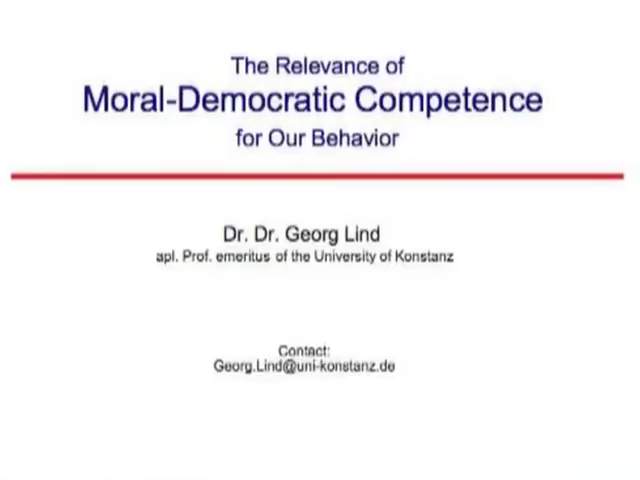 The Relevance of
Moral-Democratic Competence
for Our Behavior
Dr. Dr. Georg Lind
apl. Prof. emeritus of the University of Konstanz
Contact:
Georg.Lind@uni-konstanz.de